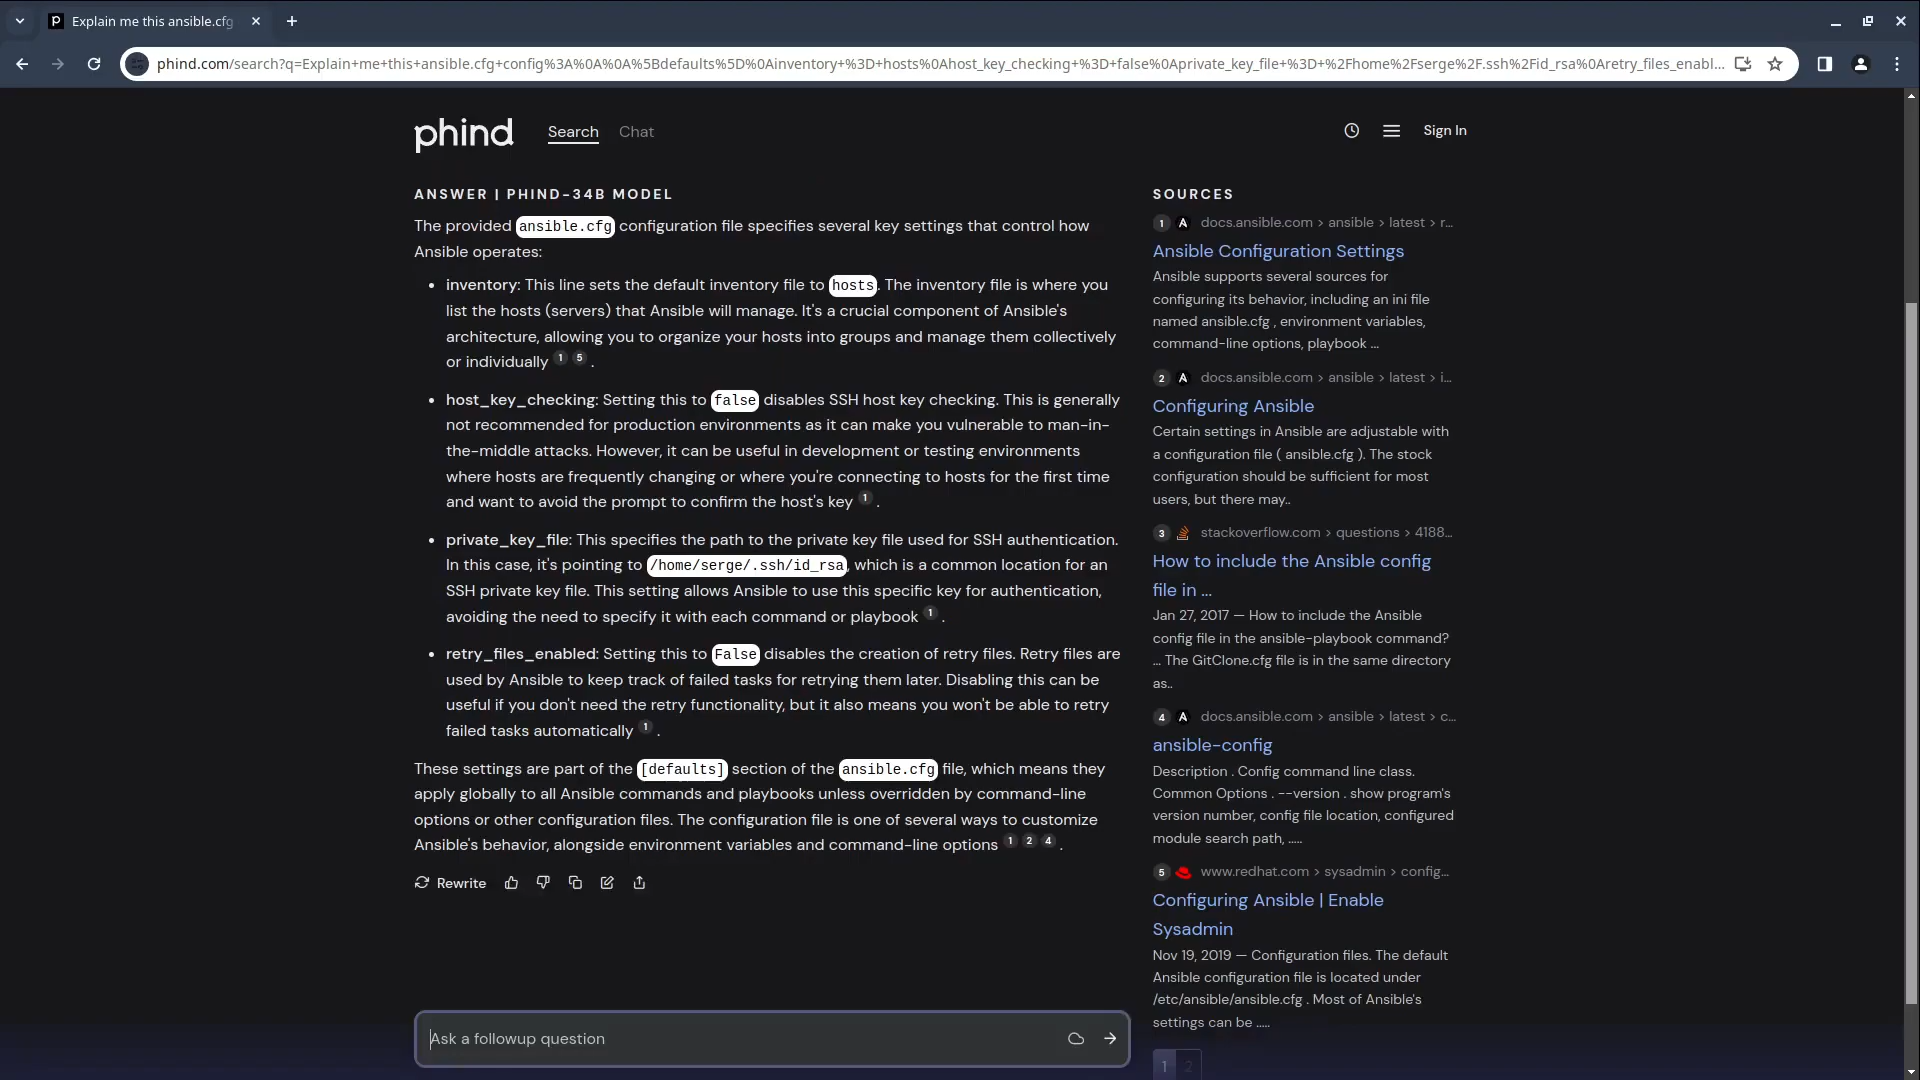 Explain me this ansible.cfg
phind.com/search?q=Explain+me+this+ansible.cfg+config%3A%0A%0A%5Bdefaults%5D%0Ainventory+%3D+hosts%0Ahost_key_checking+%3D+false%0Aprivate_key_file+%3D+%2Fhome%2Fserge%2F.ssh%2Fid_rsa%0Aretry_files_enabl...
phind Search Chat Sign In
ANSWER | PHIND-34B MODEL
The provided ansible.cfg configuration file specifies several key settings that control how
Ansible operates:
• inventory: This line sets the default inventory file to hosts. The inventory file is where you
list the hosts (servers) that Ansible will manage. It's a crucial component of Ansible's
architecture, allowing you to organize your hosts into groups and manage them collectively
or individually 1 5 .
• host_key_checking: Setting this to false disables SSH host key checking. This is generally
not recommended for production environments as it can make you vulnerable to man-in-
the-middle attacks. However, it can be useful in development or testing environments
where hosts are frequently changing or where you're connecting to hosts for the first time
and want to avoid the prompt to confirm the host's key 1 .
• private_key_file: This specifies the path to the private key file used for SSH authentication.
In this case, it's pointing to /home/serge/.ssh/id_rsa, which is a common location for an
SSH private key file. This setting allows Ansible to use this specific key for authentication,
avoiding the need to specify it with each command or playbook 1 .
• retry_files_enabled: Setting this to False disables the creation of retry files. Retry files are
used by Ansible to keep track of failed tasks for retrying them later. Disabling this can be
useful if you don't need the retry functionality, but it also means you won't be able to retry
failed tasks automatically 1 .
These settings are part of the [defaults] section of the ansible.cfg file, which means they
apply globally to all Ansible commands and playbooks unless overridden by command-line
options or other configuration files. The configuration file is one of several ways to customize
Ansible's behavior, alongside environment variables and command-line options 1 2 4 .
Rewrite
Ask a followup question
SOURCES
1 A docs.ansible.com > ansible > latest > r...
Ansible Configuration Settings
Ansible supports several sources for
configuring its behavior, including an ini file
named ansible.cfg , environment variables,
command-line options, playbook ...
2 A docs.ansible.com > ansible > latest > i...
Configuring Ansible
Certain settings in Ansible are adjustable with
a configuration file ( ansible.cfg ). The stock
configuration should be sufficient for most
users, but there may..
3 stackoverflow.com > questions > 4188...
How to include the Ansible config
file in ...
Jan 27, 2017 — How to include the Ansible
config file in the ansible-playbook command?
... The GitClone.cfg file is in the same directory
as..
4 A docs.ansible.com > ansible > latest > c...
ansible-config
Description . Config command line class.
Common Options . --version . show program's
version number, config file location, configured
module search path, .....
5 www.redhat.com > sysadmin > config...
Configuring Ansible | Enable
Sysadmin
Nov 19, 2019 — Configuration files. The default
Ansible configuration file is located under
/etc/ansible/ansible.cfg . Most of Ansible's
settings can be .....
1 2